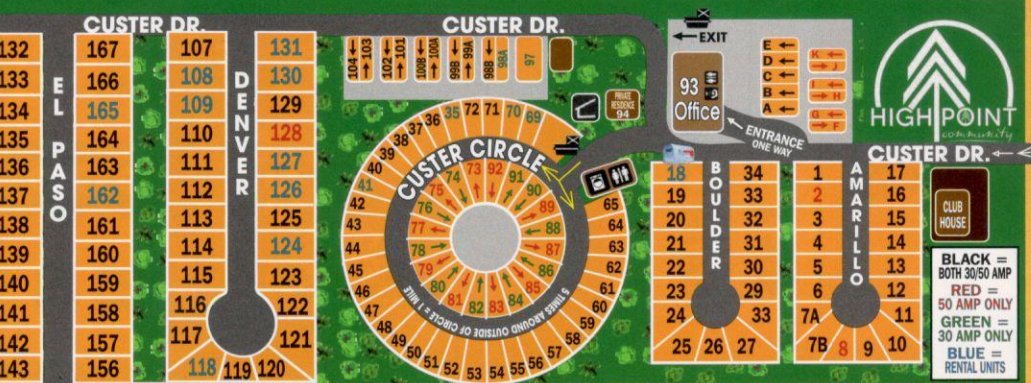 CUSTER DR.
CUSTER DR.
EXIT
132 167 107 131
133 166 108 130
134 165 109 129
135 164 110 128
136 163 111 127
137 162 112 126
138 161 113 125
139 160 114 124
140 159 115 123
141 158 116 122
142 157 117 121
143 156 118 119 120
EL PASO
DENVER
104 103 102 101 100B 100A 99B 99A 98B 98A 97
PRIVATE
RESIDENCE
94
93
Office
E
D
C
B
A
K
J
I
H
G
F
ENTRANCE
ONE WAY
HIGH POINT
community
CUSTER DR.
CUSTER CIRCLE
41 40 39 38 37 36 35 72 71 70 69
42 43 44 45 46 47 48 49 50 51 52 53 54 55 56 57 58 59 60 61 62 63 64 65
73 92 91 90 89 88 87 86 85 84 83 82 81 80 79 78 77 76 75 74
5 TIMES AROUND OUTSIDE OF CIRCLE = 1 MILE
18 34
19 33
20 32
21 31
22 30
23 29
24 33
25 26 27
BOULDER
1 17
2 16
3 15
4 14
5 13
6 12
7A 11
7B 8 9 10
AMARILLO
CLUB
HOUSE
BLACK =
BOTH 30/50 AMP
RED =
50 AMP ONLY
GREEN =
30 AMP ONLY
BLUE =
RENTAL UNITS